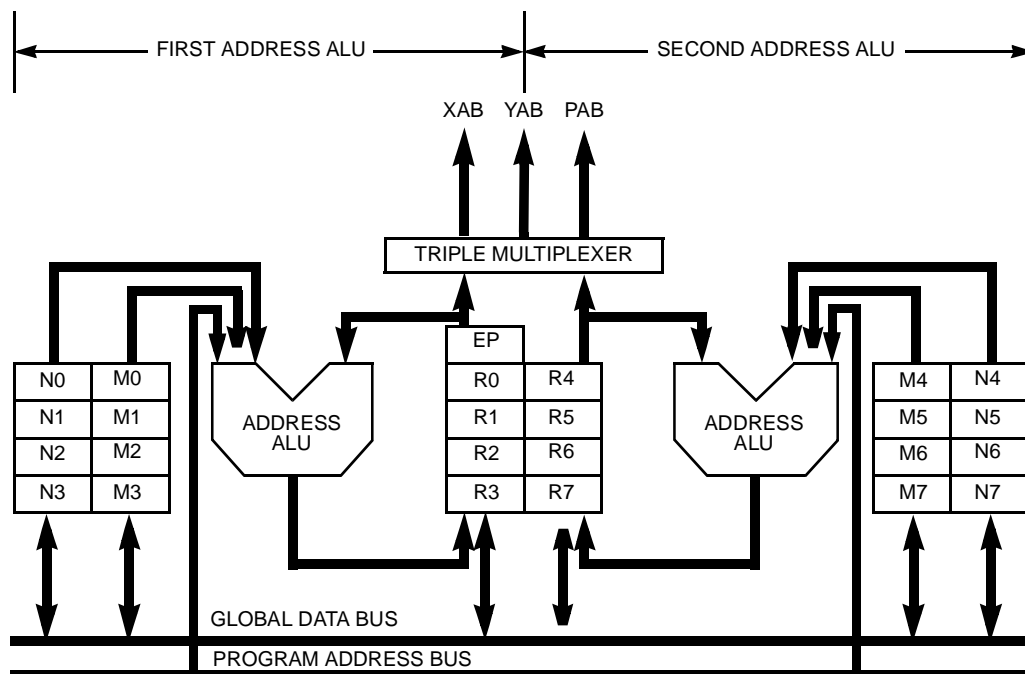 FIRST ADDRESS ALU
SECOND ADDRESS ALU
XAB YAB PAB
TRIPLE MULTIPLEXER
EP
N0 M0
N1 M1
N2 M2
N3 M3
ADDRESS
ALU
R0 R4
R1 R5
R2 R6
R3 R7
ADDRESS
ALU
M4 N4
M5 N5
M6 N6
M7 N7
GLOBAL DATA BUS
PROGRAM ADDRESS BUS